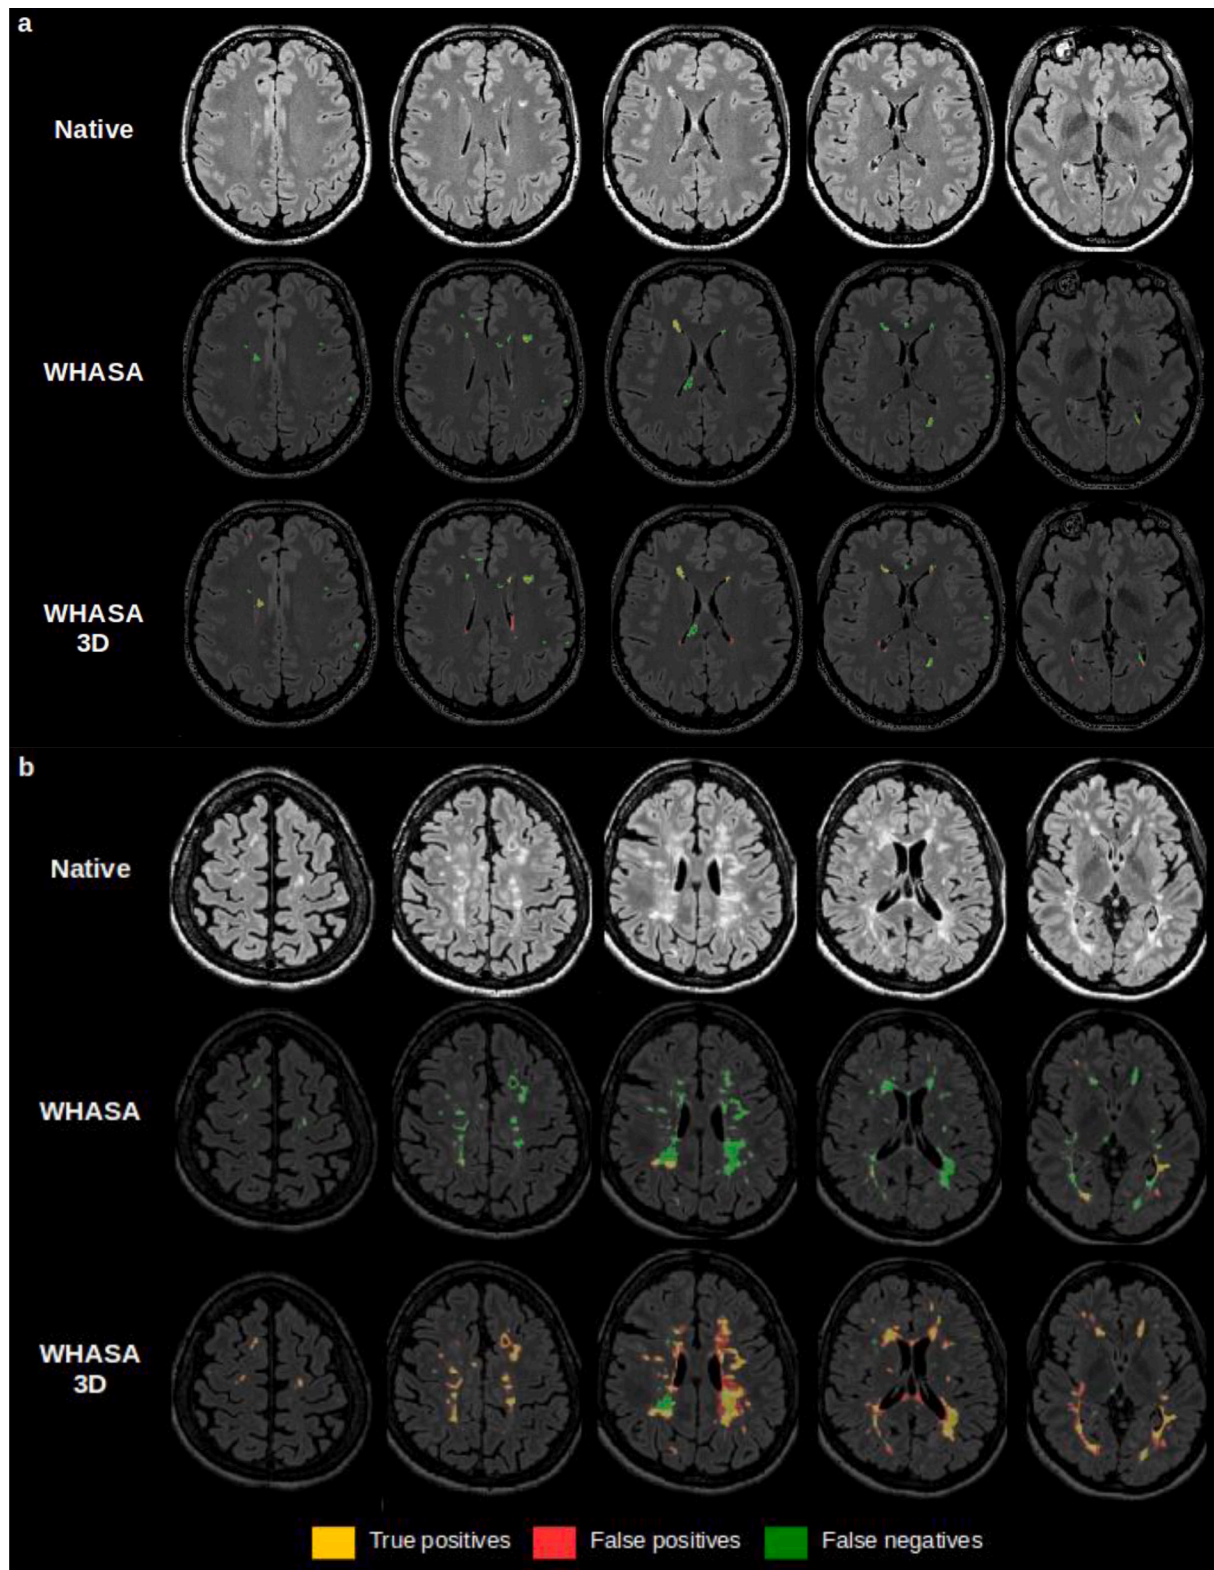 a
Native
WHASA
WHASA
3D
b
Native
WHASA
WHASA
3D
True positives
False positives
False negatives